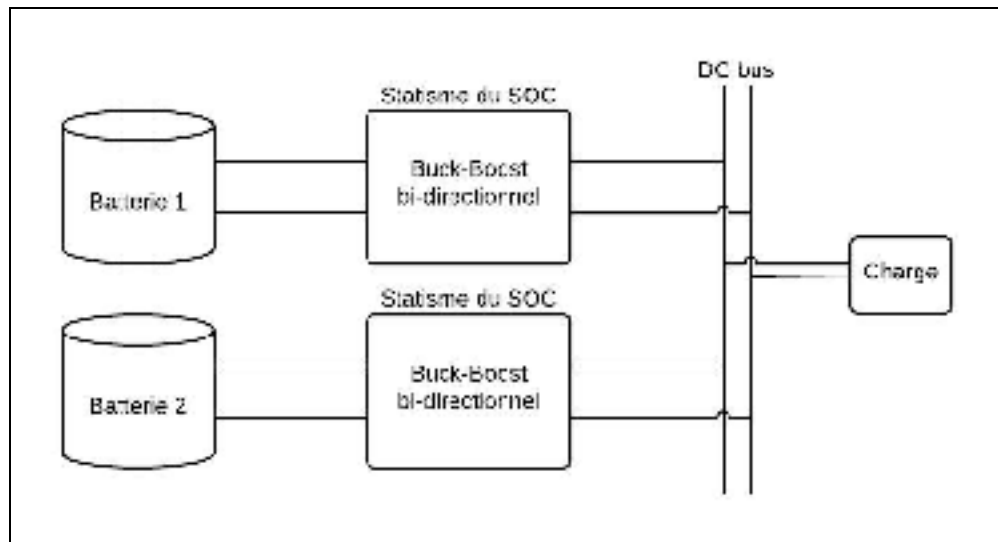 DC bus
Statisme du SOC
Batterie 1
Buck-Boost
bi-directionnel
Charge
Statisme du SOC
Batterie 2
Buck-Boost
bi-directionnel